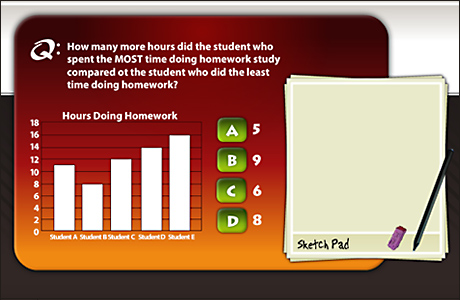 Q: How many more hours did the student who
spent the MOST time doing homework study
compared ot the student who did the least
time doing homework?
Hours Doing Homework
18
16
14
12
10
8
6
4
2
0
Student A Student B Student C Student D Student E
A 5
B 9
C 6
D 8
Sketch Pad